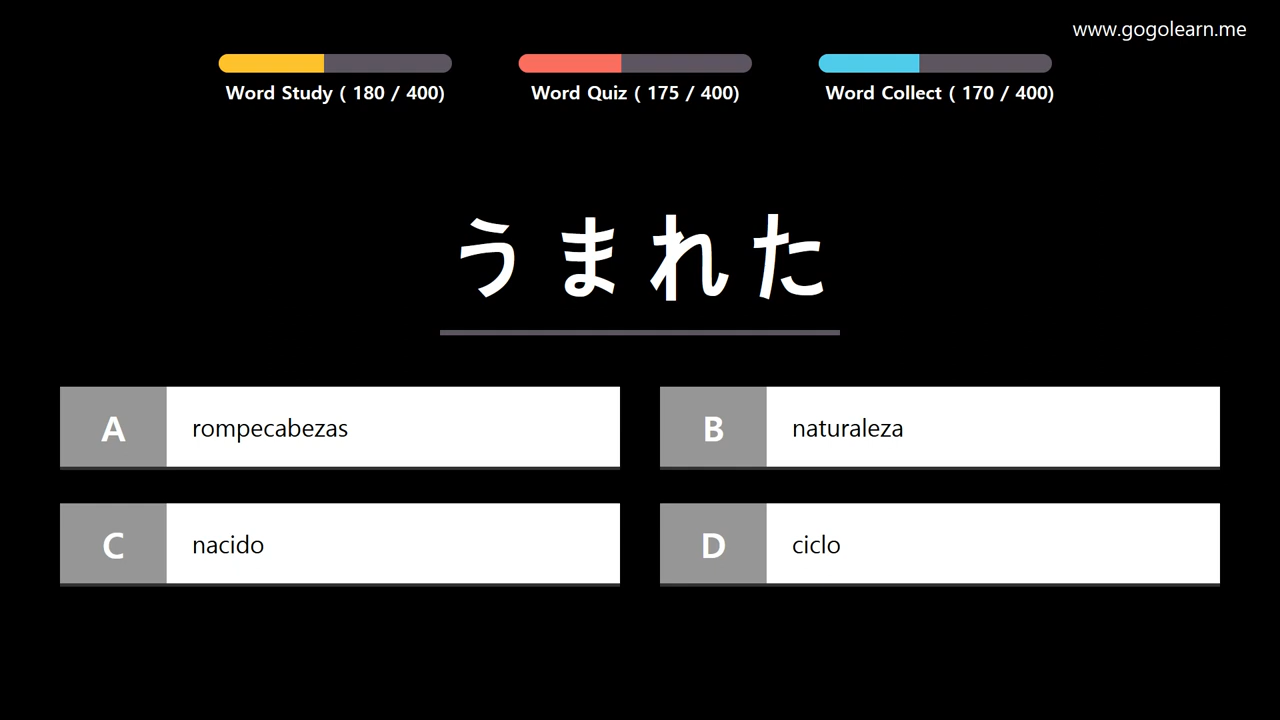 www.gogolearn.me
Word Study ( 180 / 400)
Word Quiz ( 175 / 400)
Word Collect ( 170 / 400)
うまれた
A rompecabezas
B naturaleza
C nacido
D ciclo